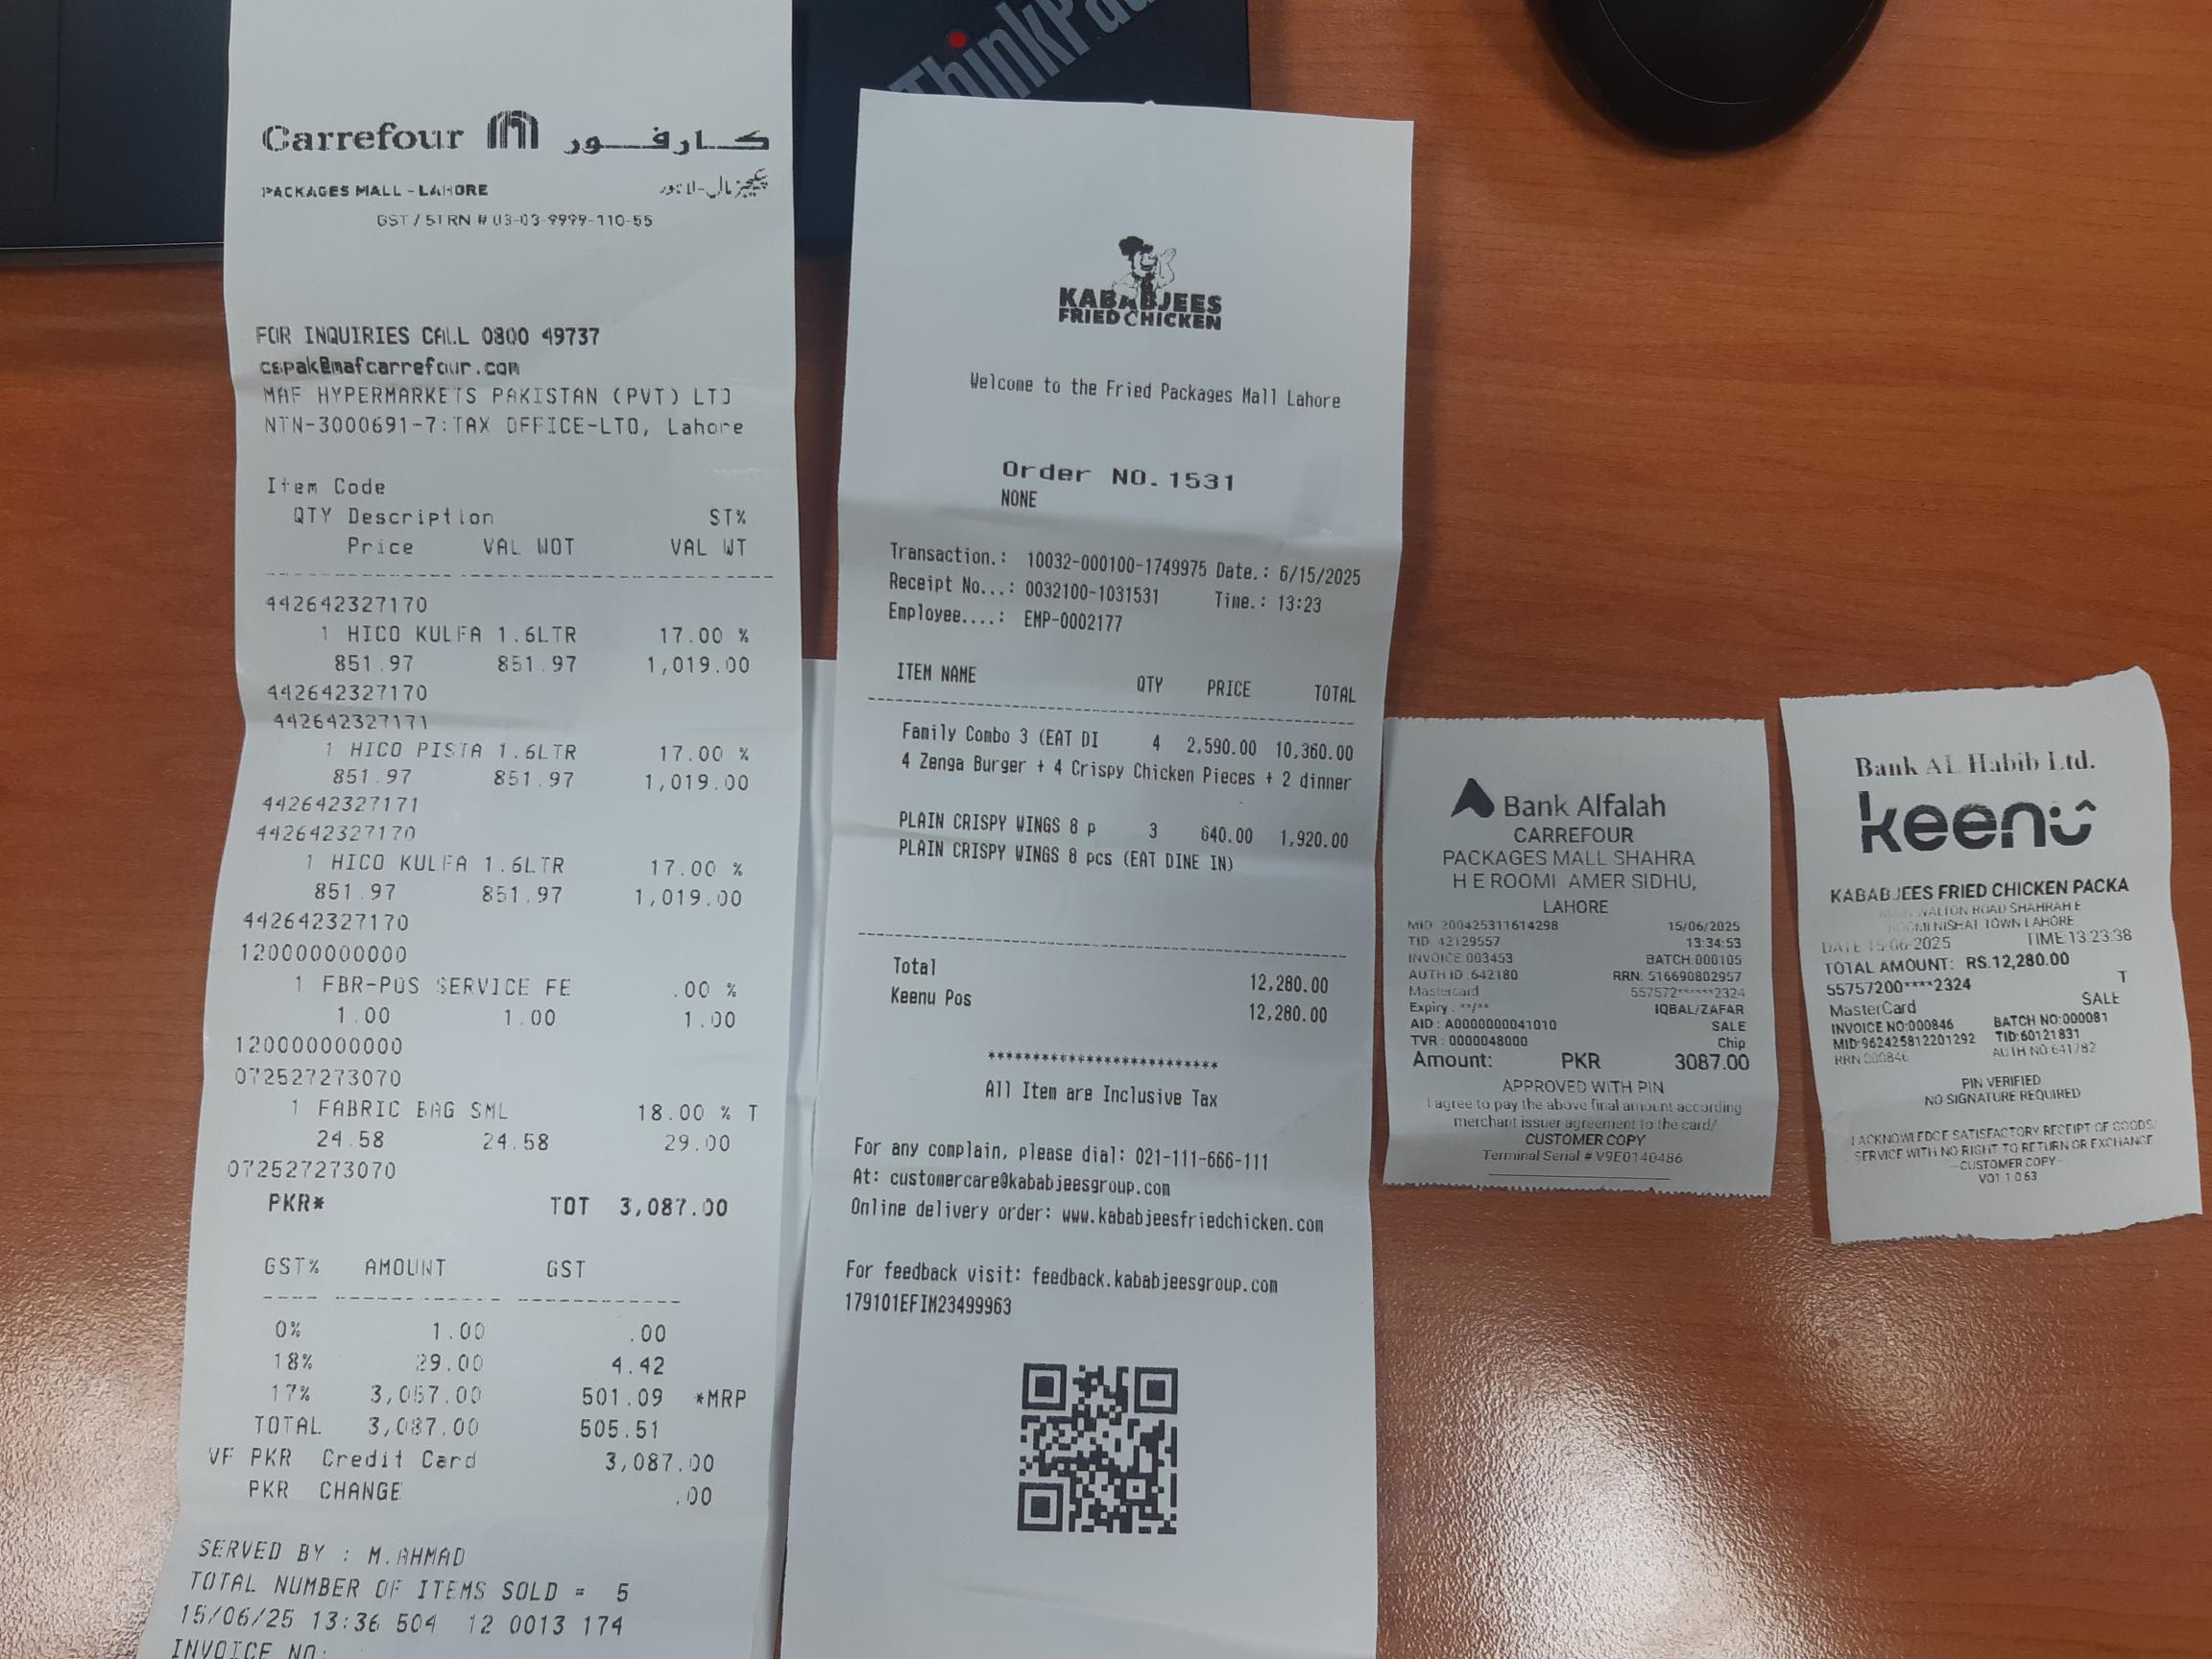 Carrefour كارفور
PACKAGES MALL - LAHORE
GST/STRN # 03-03-9999-110-55
FOR INQUIRIES CALL 0800 49737
cspak@mafcarrefour.com
MAF HYPERMARKETS PAKISTAN (PVT) LTD
NTN-3000691-7:TAX OFFICE-LTO, Lahore
Item Code
QTY Description ST%
Price VAL WOT VAL WT
442642327170
1 HICO KULIFA 1.6LTR 17.00 %
851.97 851.97 1,019.00
442642327170
442642327171
1 HICO PISTA 1.6LTR 17.00 %
851.97 851.97 1,019.00
442642327171
442642327170
1 HICO KULIFA 1.6LTR 17.00 %
851.97 851.97 1,019.00
442642327170
120000000000
1 FBR-POS SERVICE FE .00 %
1.00 1.00 1.00
120000000000
072527273070
1 FABRIC BAG SML 18.00 % T
24.58 24.58 29.00
072527273070
PKR* TOT 3,087.00
GST% AMOUNT GST
0% 1.00 .00
18% 29.00 4.42
17% 3,057.00 501.09 *MRP
TOTAL 3,087.00 505.51
VF PKR Credit Card 3,087.00
PKR CHANGE .00
SERVED BY : M.AHMAD
TOTAL NUMBER OF ITEMS SOLD = 5
15/06/25 13:36 504 12 0013 174
INVOICE NO:
ThinkPad
KABABJEES
FRIED CHICKEN
Welcome to the Fried Packages Mall Lahore
Order NO. 1531
NONE
Transaction.: 10032-000100-1749975 Date.: 6/15/2025
Receipt No...: 0032100-1031531 Time.: 13:23
Employee....: EMP-0002177
ITEM NAME QTY PRICE TOTAL
Family Combo 3 (EAT DI 4 2,590.00 10,360.00
4 Zenga Burger + 4 Crispy Chicken Pieces + 2 dinner
PLAIN CRISPY WINGS 8 p 3 640.00 1,920.00
PLAIN CRISPY WINGS 8 pcs (EAT DINE IN)
Total 12,280.00
Keenu Pos 12,280.00
************************
All Item are Inclusive Tax
For any complain, please dial: 021-111-666-111
At: customercare@kababjeesgroup.com
Online delivery order: www.kababjeesfriedchicken.com
For feedback visit: feedback.kababjeesgroup.com
179101EFIM23499963
Bank Alfalah
CARREFOUR
PACKAGES MALL SHAHRA
H E ROOMI AMER SIDHU,
LAHORE
MID 200425311614298 15/06/2025
TID 42129557 13:34:53
INVOICE 003453 BATCH:000105
AUTH ID 642180 RRN: 516690802957
Mastercard 557572******2324
Expiry **/** IQBAL/ZAFAR
AID : A0000000041010 SALE
TVR : 0000048000 Chip
Amount: PKR 3087.00
APPROVED WITH PIN
I agree to pay the above final amount according
merchant issuer agreement to the card/
CUSTOMER COPY
Terminal Serial # V9E0140486
Bank AL Habib Ltd.
keenu
KABABJEES FRIED CHICKEN PACKA
WALTON ROAD SHAHRAH E
ROOMI NISHAT TOWN LAHORE
DATE 15-06-2025 TIME:13:23:38
TOTAL AMOUNT: RS.12,280.00
55757200****2324 T
MasterCard SALE
INVOICE NO:000846 BATCH NO:000081
MID:962425812201292 TID:60121831
RRN 000846 AUTH NO 641782
PIN VERIFIED
NO SIGNATURE REQUIRED
I ACKNOWLEDGE SATISFACTORY RECEIPT OF GOODS/
SERVICE WITH NO RIGHT TO RETURN OR EXCHANGE
--CUSTOMER COPY--
V01.1.0.63